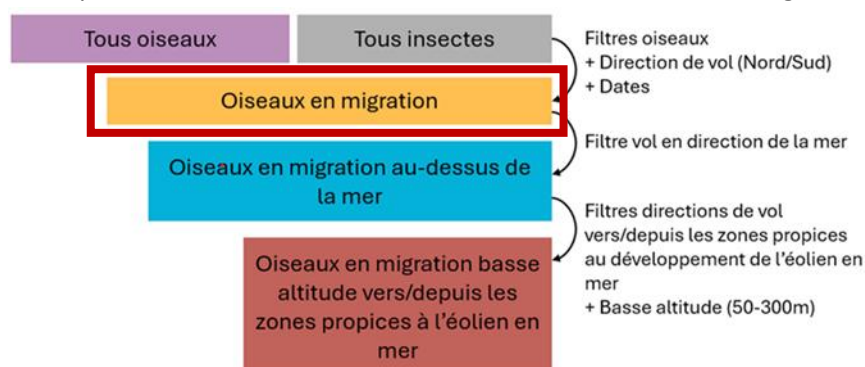 Tous oiseaux
Tous insectes
Filtres oiseaux
+ Direction de vol (Nord/Sud)
+ Dates
Oiseaux en migration
Filtre vol en direction de la mer
Oiseaux en migration au-dessus de
la mer
Filtres directions de vol
vers/depuis les zones propices
au développement de l'éolien en
mer
+ Basse altitude (50-300m)
Oiseaux en migration basse
altitude vers/depuis les
zones propices à l'éolien en
mer